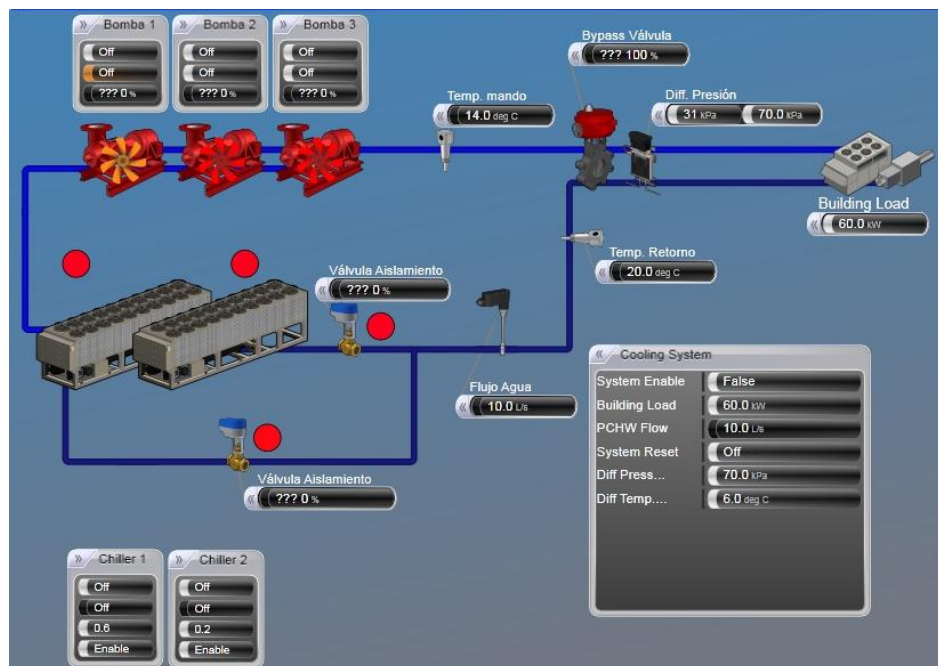 Bomba 1
Off
Off
??? 0 %
Bomba 2
Off
Off
??? 0 %
Bomba 3
Off
Off
??? 0 %
Bypass Válvula
??? 100 %
Temp. mando
14.0 deg C
Diff. Presión
31 kPa 70.0 kPa
Building Load
60.0 kW
Temp. Retorno
20.0 deg C
Válvula Aislamiento
??? 0 %
Flujo Agua
10.0 L/s
Válvula Aislamiento
??? 0 %
Cooling System
System Enable False
Building Load 60.0 kW
PCHW Flow 10.0 L/s
System Reset Off
Diff Press... 70.0 kPa
Diff Temp.... 6.0 deg C
Chiller 1
Off
Off
0.6
Enable
Chiller 2
Off
Off
0.2
Enable